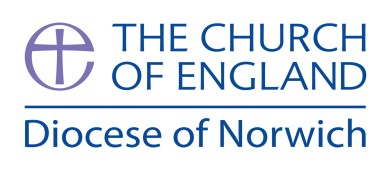 THE CHURCH
OF ENGLAND
Diocese of Norwich